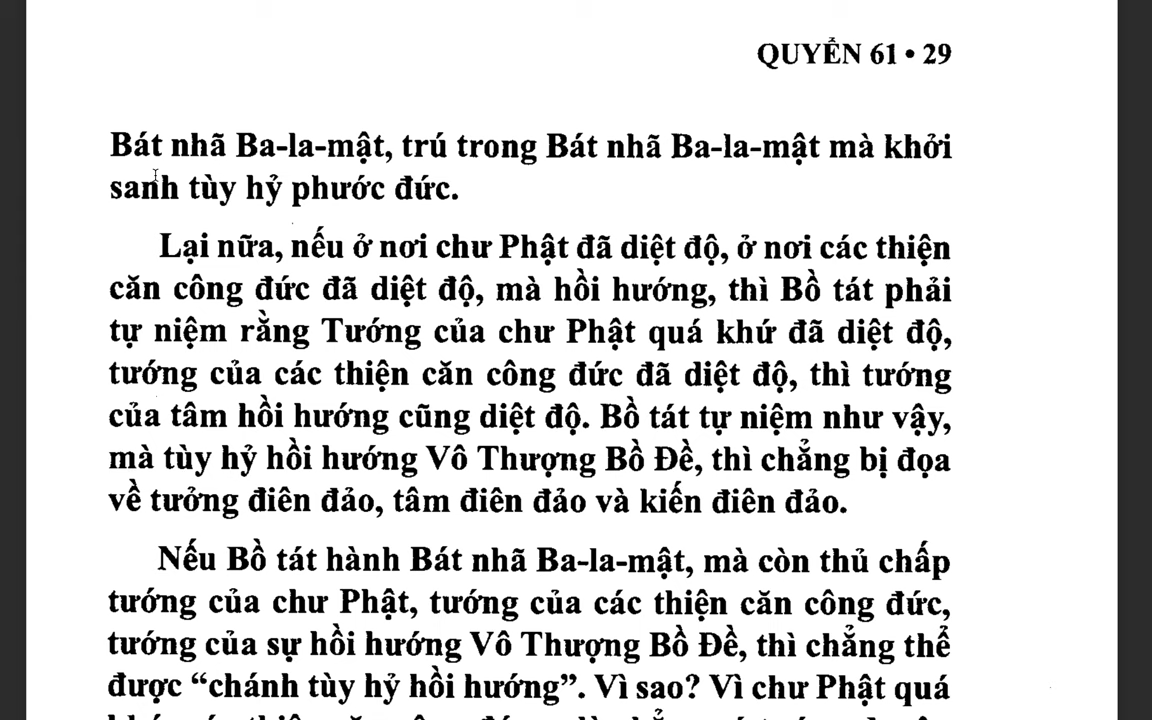 QUYỂN 61 • 29
Bát nhã Ba-la-mật, trú trong Bát nhã Ba-la-mật mà khởi
sanh tùy hỷ phước đức.
Lại nữa, nếu ở nơi chư Phật đã diệt độ, ở nơi các thiện
căn công đức đã diệt độ, mà hồi hướng, thì Bồ tát phải
tự niệm rằng Tướng của chư Phật quá khứ đã diệt độ,
tướng của các thiện căn công đức đã diệt độ, thì tướng
của tâm hồi hướng cũng diệt độ. Bồ tát tự niệm như vậy,
mà tùy hỷ hồi hướng Vô Thượng Bồ Đề, thì chẳng bị đọa
về tưởng điên đảo, tâm điên đảo và kiến điên đảo.
Nếu Bồ tát hành Bát nhã Ba-la-mật, mà còn thủ chấp
tướng của chư Phật, tướng của các thiện căn công đức,
tướng của sự hồi hướng Vô Thượng Bồ Đề, thì chẳng thể
được “chánh tùy hỷ hồi hướng”. Vì sao? Vì chư Phật quá